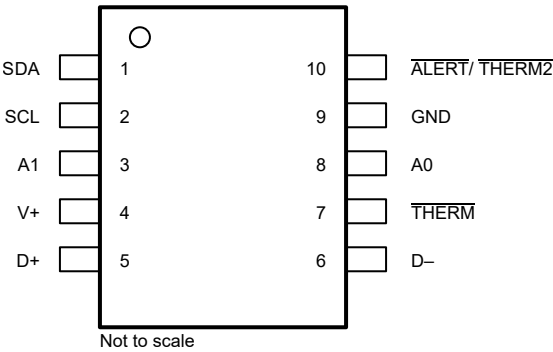 SDA 1 10 ALERT/ THERM2
SCL 2 9 GND
A1 3 8 A0
V+ 4 7 THERM
D+ 5 6 D–
Not to scale